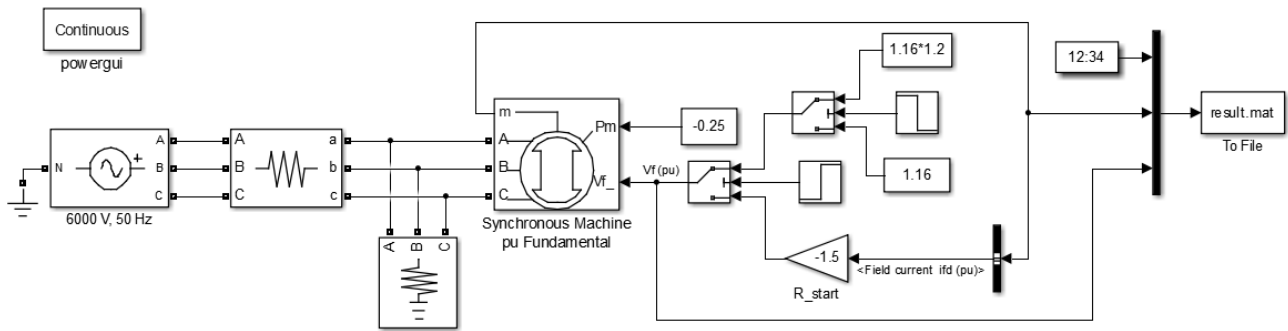 Continuous
powergui
N
A
B
C
6000 V, 50 Hz
A
B
C
a
b
c
A
B
C
m
A
B
C
Pm
Vf_
Synchronous Machine
pu Fundamental
-0.25
Vf (pu)
1.16*1.2
1.16
-1.5
R_start
<Field current ifd (pu)>
12:34
result.mat
To File